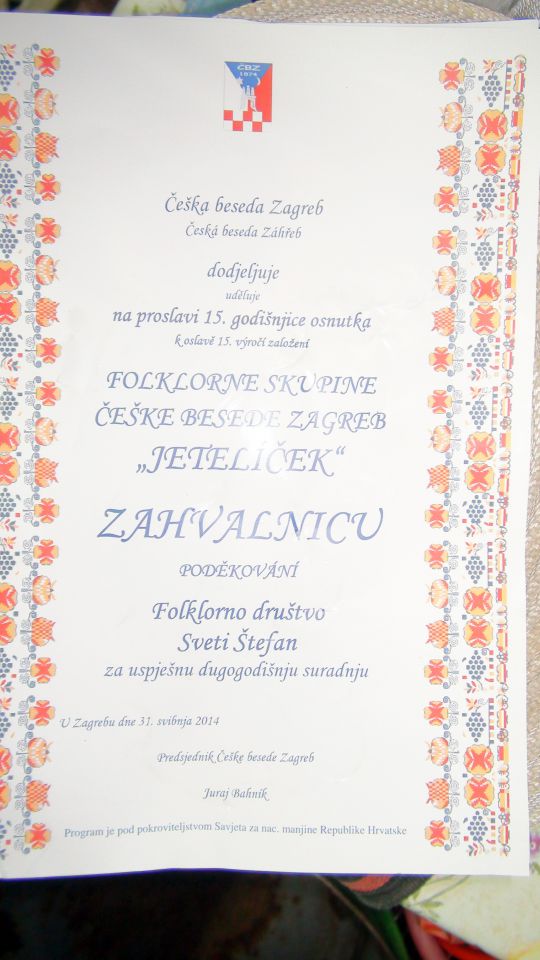 ČBZ
1874
Češka beseda Zagreb
Česká beseda Záhřeb
dodjeljuje
uděluje
na proslavi 15. godišnjice osnutka
k oslavě 15. výročí založení
FOLKLORNE SKUPINE
ČEŠKE BESEDE ZAGREB
„JETELÍČEK“
ZAHVALNICU
PODĚKOVÁNÍ
Folklorno društvo
Sveti Štefan
za uspješnu dugogodišnju suradnju
U Zagrebu dne 31. svibnja 2014
Predsjednik Češke besede Zagreb
Juraj Bahnik
Program je pod pokroviteljstvom Savjeta za nac. manjine Republike Hrvatske